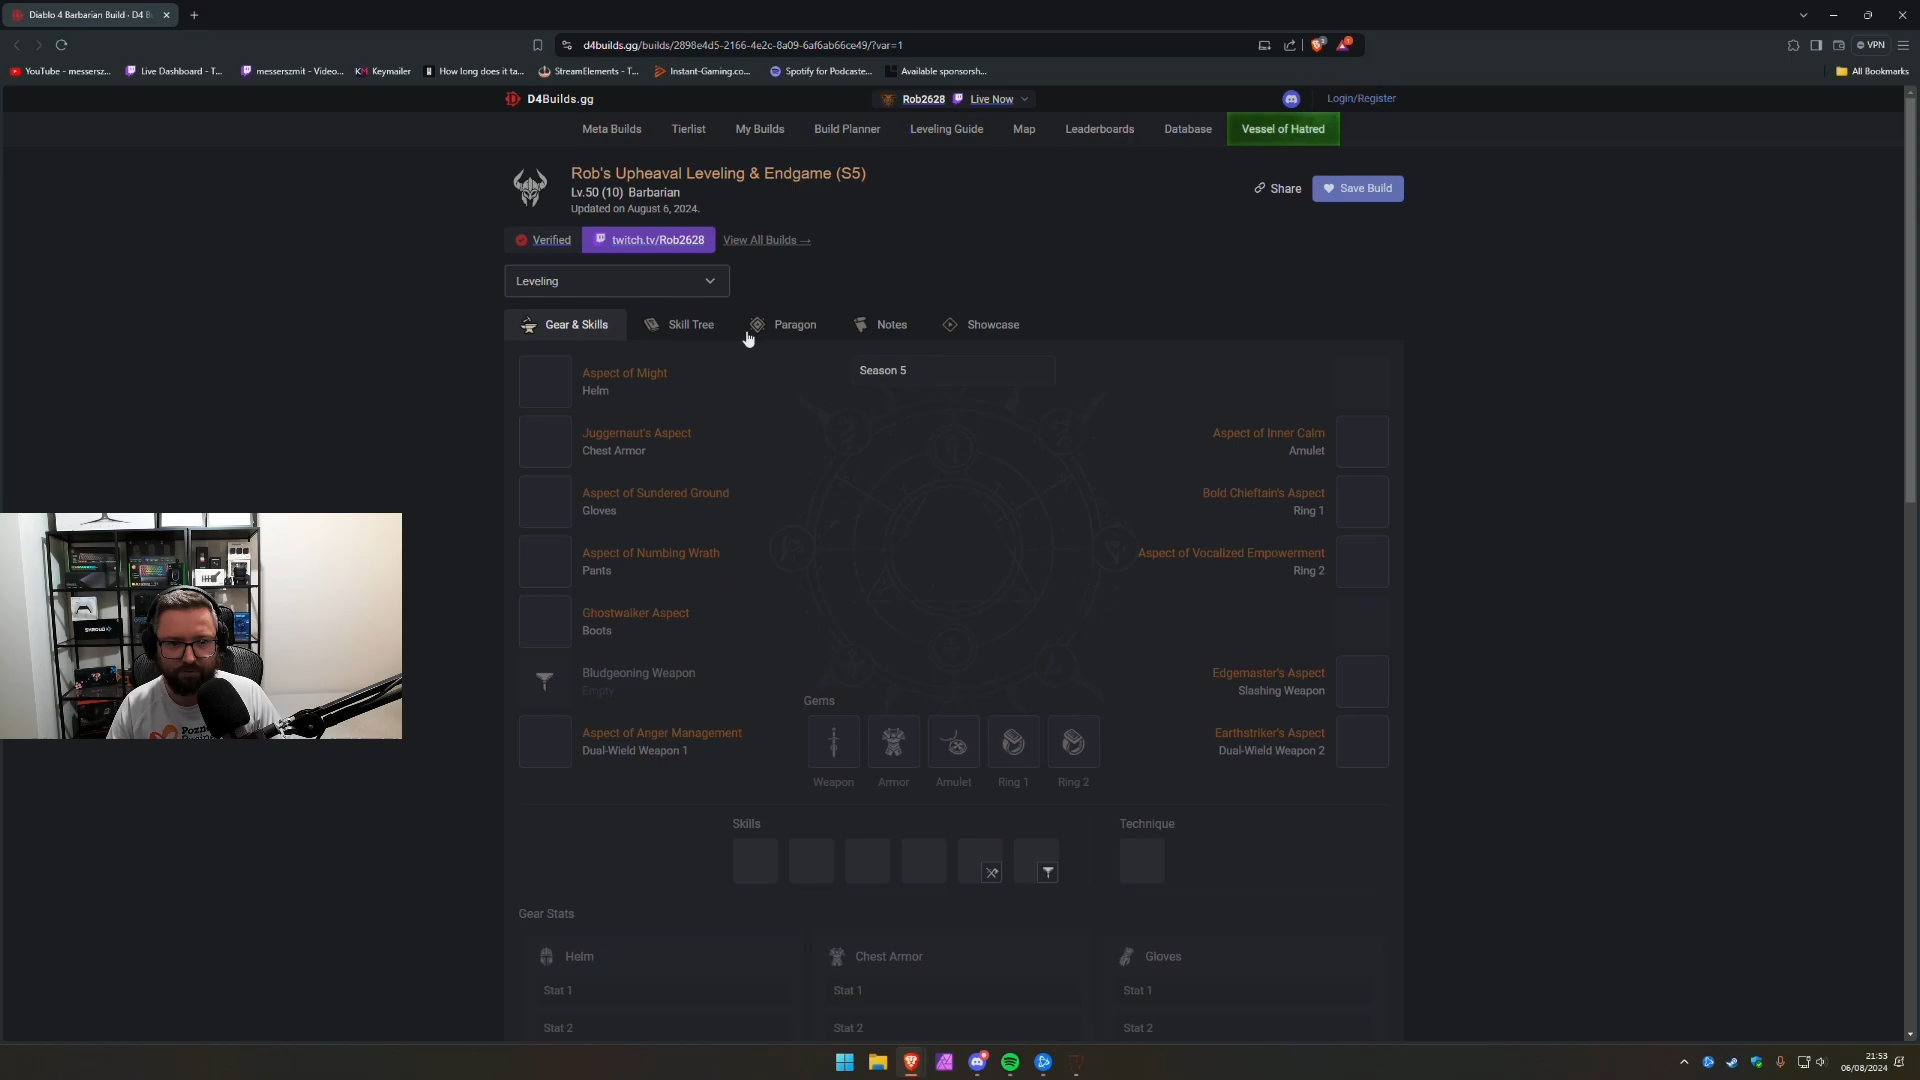 Diablo 4 Barbarian Build · D4 B
YouTube - messersz...
Live Dashboard - T...
messerszmit - Video...
Keymailer
How long does it ta...
StreamElements - T...
Instant-Gaming.co...
Spotify for Podcaste...
Available sponsorsh...
All Bookmarks
d4builds.gg/builds/2898e4d5-2166-4e2c-8a09-6af6ab66ce49/?var=1
VPN
D4Builds.gg
Rob2628
Live Now
Login/Register
Meta Builds
Tierlist
My Builds
Build Planner
Leveling Guide
Map
Leaderboards
Database
Vessel of Hatred
Rob's Upheaval Leveling & Endgame (S5)
Lv.50 (10) Barbarian
Updated on August 6, 2024.
Share
Save Build
Verified
twitch.tv/Rob2628
View All Builds →
Leveling
Gear & Skills
Skill Tree
Paragon
Notes
Showcase
Season 5
Aspect of Might
Helm
Juggernaut's Aspect
Chest Armor
Aspect of Inner Calm
Amulet
Aspect of Sundered Ground
Gloves
Bold Chieftain's Aspect
Ring 1
Aspect of Numbing Wrath
Pants
Aspect of Vocalized Empowerment
Ring 2
Ghostwalker Aspect
Boots
Bludgeoning Weapon
Empty
Edgemaster's Aspect
Slashing Weapon
Aspect of Anger Management
Dual-Wield Weapon 1
Earthstriker's Aspect
Dual-Wield Weapon 2
Gems
Weapon
Armor
Amulet
Ring 1
Ring 2
Skills
Technique
Gear Stats
Helm
Chest Armor
Gloves
Stat 1
Stat 1
Stat 1
Stat 2
Stat 2
Stat 2
21:53
06/08/2024